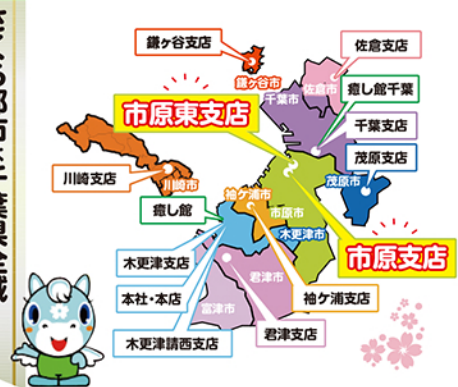 鎌ヶ谷支店
佐倉支店
鎌ヶ谷市
佐倉市
千葉市
癒し館千葉
市原東支店
千葉支店
茂原支店
川崎支店
川崎市
茂原市
袖ケ浦市
癒し館
市原市
木更津市
市原支店
木更津支店
君津市
本社・本店
袖ケ浦支店
富津市
木更津請西支店
君津支店